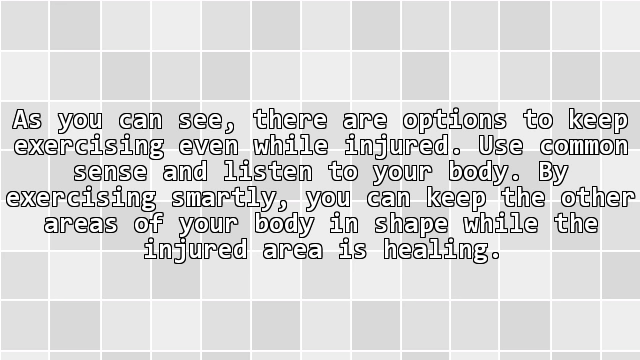 As you can see, there are options to keep
exercising even while injured. Use common
sense and listen to your body. By
exercising smartly, you can keep the other
areas of your body in shape while the
injured area is healing.